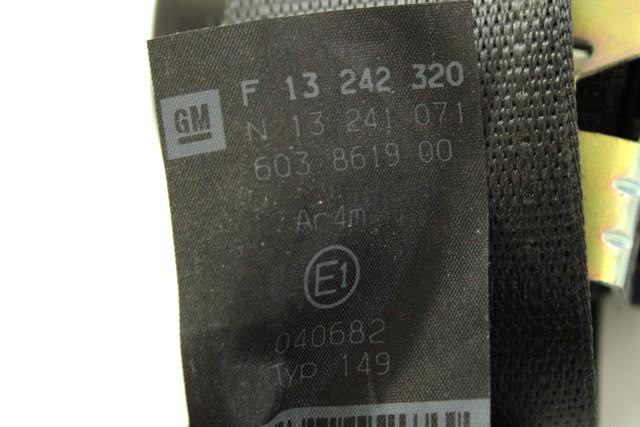 GM
F 13 242 320
N 13 241 071
603 8619 00
Ar4m
E1
040682
Typ 149